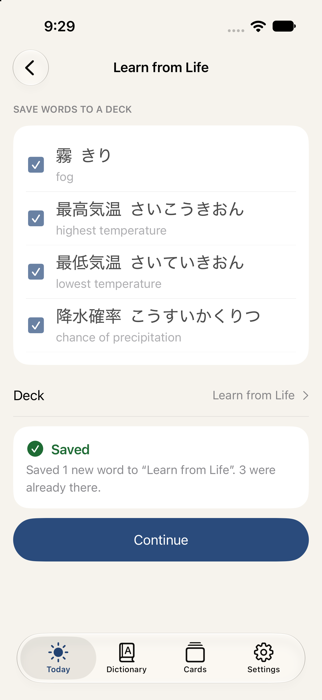 9:29
Learn from Life
SAVE WORDS TO A DECK
霧 きり
fog
最高気温 さいこうきおん
highest temperature
最低気温 さいていきおん
lowest temperature
降水確率 こうすいかくりつ
chance of precipitation
Deck Learn from Life
Saved
Saved 1 new word to “Learn from Life”. 3 were
already there.
Continue
Today Dictionary Cards Settings